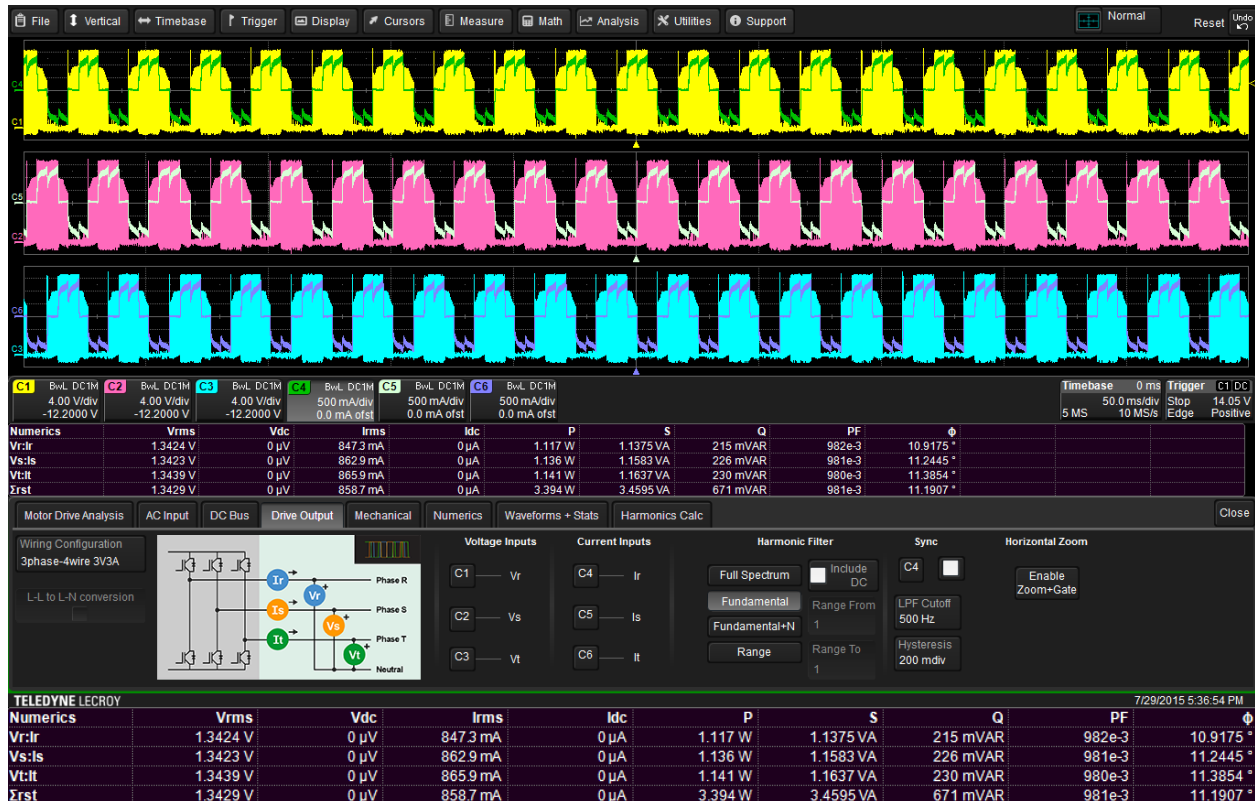 File Vertical Timebase Trigger Display Cursors Measure Math Analysis Utilities Support Normal Reset Undo
C4
C1
C5
C2
C6
C3
C1 BwL DC1M C2 BwL DC1M C3 BwL DC1M C4 BwL DC1M C5 BwL DC1M C6 BwL DC1M Timebase 0 ms Trigger C1 DC
4.00 V/div 4.00 V/div 4.00 V/div 500 mA/div 500 mA/div 500 mA/div 50.0 ms/div Stop 14.05 V
-12.2000 V -12.2000 V -12.2000 V 0.0 mA ofst 0.0 mA ofst 0.0 mA ofst 5 MS 10 MS/s Edge Positive
Numerics Vrms Vdc Irms Idc P S Q PF ϕ
Vr:Ir 1.3424 V 0 µV 847.3 mA 0 µA 1.117 W 1.1375 VA 215 mVAR 982e-3 10.9175 °
Vs:Is 1.3423 V 0 µV 862.9 mA 0 µA 1.136 W 1.1583 VA 226 mVAR 981e-3 11.2445 °
Vt:It 1.3439 V 0 µV 865.9 mA 0 µA 1.141 W 1.1637 VA 230 mVAR 980e-3 11.3854 °
Σrst 1.3429 V 0 µV 858.7 mA 0 µA 3.394 W 3.4595 VA 671 mVAR 981e-3 11.1907 °
Motor Drive Analysis AC Input DC Bus Drive Output Mechanical Numerics Waveforms + Stats Harmonics Calc Close
Wiring Configuration
3phase-4wire 3V3A
L-L to L-N conversion
Ir Phase R
Vr
Is Phase S
Vs
It Phase T
Vt
Neutral
Voltage Inputs Current Inputs
C1 Vr C4 Ir
C2 Vs C5 Is
C3 Vt C6 It
Harmonic Filter
Full Spectrum Include DC
Fundamental Range From
Fundamental+N 1
Range Range To
1
Sync
C4
LPF Cutoff
500 Hz
Hysteresis
200 mdiv
Horizontal Zoom
Enable
Zoom+Gate
TELEDYNE LECROY 7/29/2015 5:36:54 PM
Numerics Vrms Vdc Irms Idc P S Q PF ϕ
Vr:Ir 1.3424 V 0 µV 847.3 mA 0 µA 1.117 W 1.1375 VA 215 mVAR 982e-3 10.9175 °
Vs:Is 1.3423 V 0 µV 862.9 mA 0 µA 1.136 W 1.1583 VA 226 mVAR 981e-3 11.2445 °
Vt:It 1.3439 V 0 µV 865.9 mA 0 µA 1.141 W 1.1637 VA 230 mVAR 980e-3 11.3854 °
Σrst 1.3429 V 0 µV 858.7 mA 0 µA 3.394 W 3.4595 VA 671 mVAR 981e-3 11.1907 °